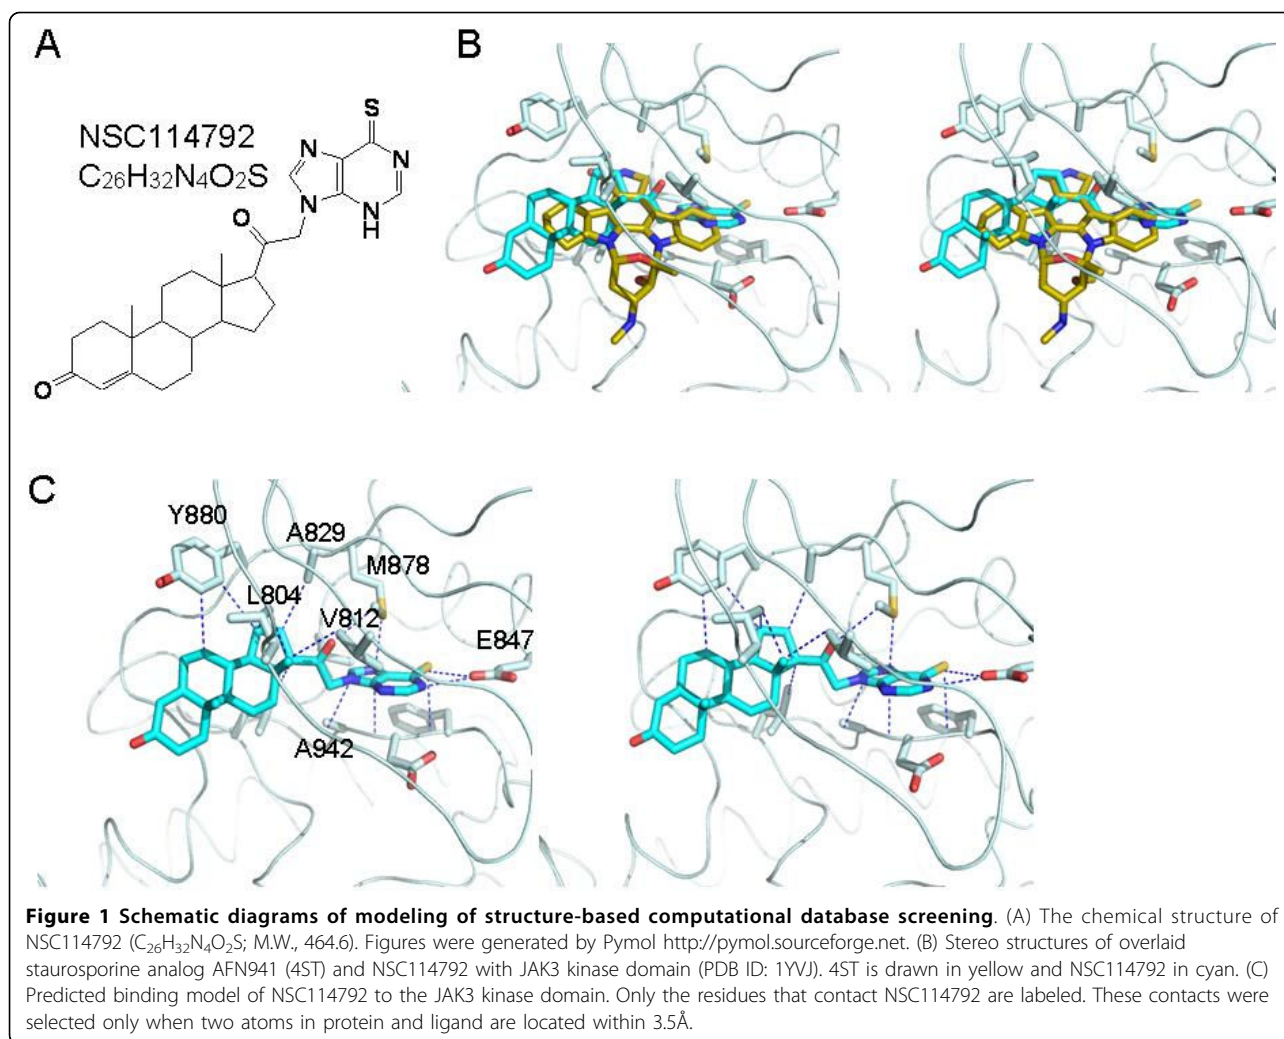 A
NSC114792
C26H32N4O2S
S
N
N
N
N
H
O
O
B
C
Y880
A829
M878
L804
V812
E847
A942
Figure 1 Schematic diagrams of modeling of structure-based computational database screening. (A) The chemical structure of
NSC114792 (C26H32N4O2S; M.W., 464.6). Figures were generated by Pymol http://pymol.sourceforge.net. (B) Stereo structures of overlaid
staurosporine analog AFN941 (4ST) and NSC114792 with JAK3 kinase domain (PDB ID: 1YVJ). 4ST is drawn in yellow and NSC114792 in cyan. (C)
Predicted binding model of NSC114792 to the JAK3 kinase domain. Only the residues that contact NSC114792 are labeled. These contacts were
selected only when two atoms in protein and ligand are located within 3.5Å.